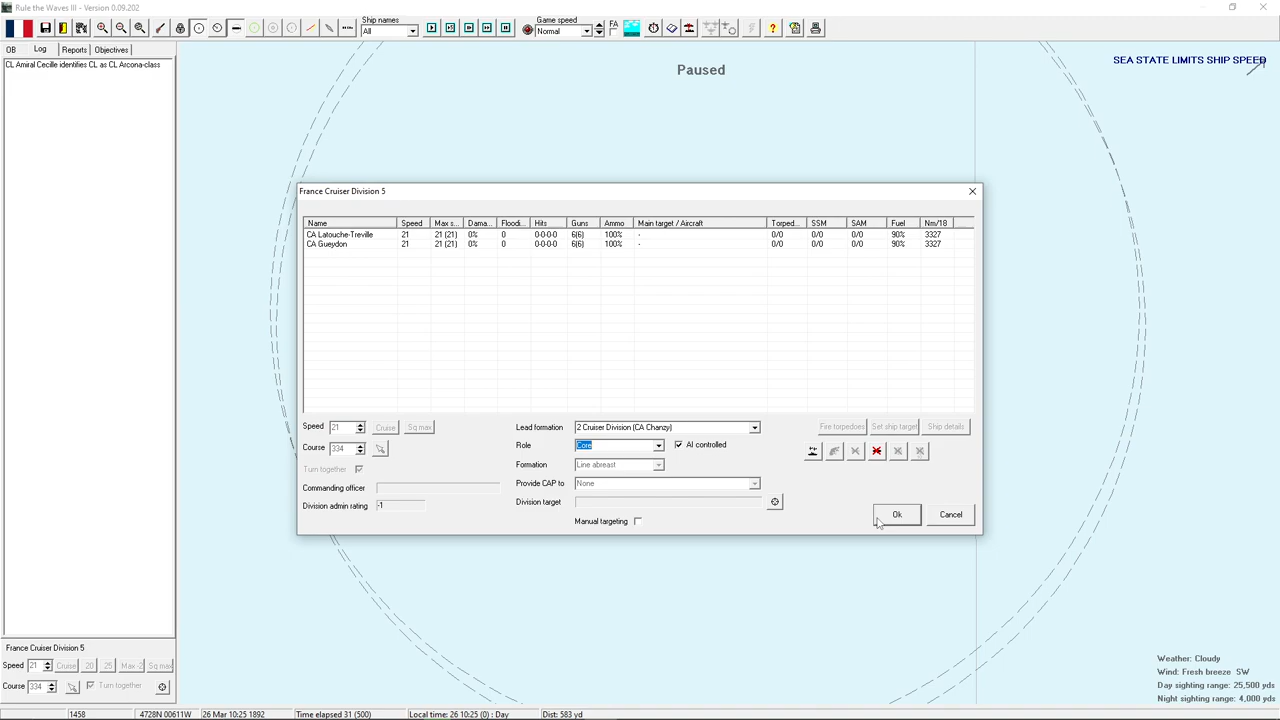 Rule the Waves III - Version 0.09.202
Ship names
All
Game speed
Normal
FA
OB Log Reports Objectives
CL Amiral Cecille identifies CL as CL Arcona-class
Paused
SEA STATE LIMITS SHIP SPEED
France Cruiser Division 5
Name Speed Max s... Dama... Floodi... Hits Guns Ammo Main target / Aircraft Torped... SSM SAM Fuel Nm/18
CA Latouche-Treville 21 21 (21) 0% 0 0-0-0-0 6(6) 100% - 0/0 0/0 0/0 90% 3327
CA Gueydon 21 21 (21) 0% 0 0-0-0-0 6(6) 100% - 0/0 0/0 0/0 90% 3327
Speed 21 Cruise Sq max
Course 334
Turn together
Commanding officer
Division admin rating -1
Lead formation 2 Cruiser Division (CA Chanzy)
Role Core AI controlled
Formation Line abreast
Provide CAP to None
Division target
Manual targeting
Fire torpedoes Set ship target Ship details
Ok Cancel
France Cruiser Division 5
Speed 21 Cruise 20 25 Max -2 Sq max
Course 334 Turn together
Weather: Cloudy
Wind: Fresh breeze SW
Day sighting range: 25,500 yds
Night sighting range: 4,000 yds
1458 4728N 00611W 26 Mar 10:25 1892 Time elapsed 31 (500) Local time: 26 10:25 (0) : Day Dist: 583 yd